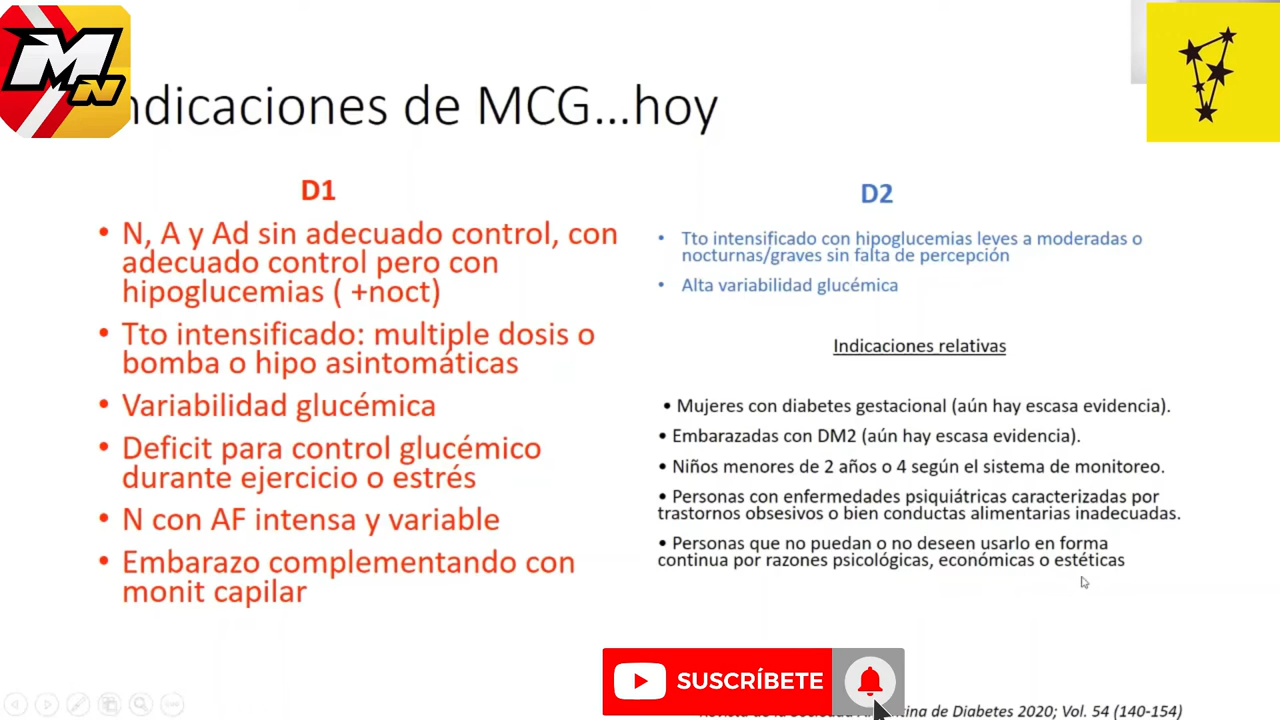 MN
ndicaciones de MCG...hoy
D1
• N, A y Ad sin adecuado control, con
adecuado control pero con
hipoglucemias ( +noct)
• Tto intensificado: multiple dosis o
bomba o hipo asintomáticas
• Variabilidad glucémica
• Deficit para control glucémico
durante ejercicio o estrés
• N con AF intensa y variable
• Embarazo complementando con
monit capilar
D2
• Tto intensificado con hipoglucemias leves a moderadas o
nocturnas/graves sin falta de percepción
• Alta variabilidad glucémica
Indicaciones relativas
• Mujeres con diabetes gestacional (aún hay escasa evidencia).
• Embarazadas con DM2 (aún hay escasa evidencia).
• Niños menores de 2 años o 4 según el sistema de monitoreo.
• Personas con enfermedades psiquiátricas caracterizadas por
trastornos obsesivos o bien conductas alimentarias inadecuadas.
• Personas que no puedan o no deseen usarlo en forma
continua por razones psicológicas, económicas o estéticas
SUSCRÍBETE
de Diabetes 2020; Vol. 54 (140-154)